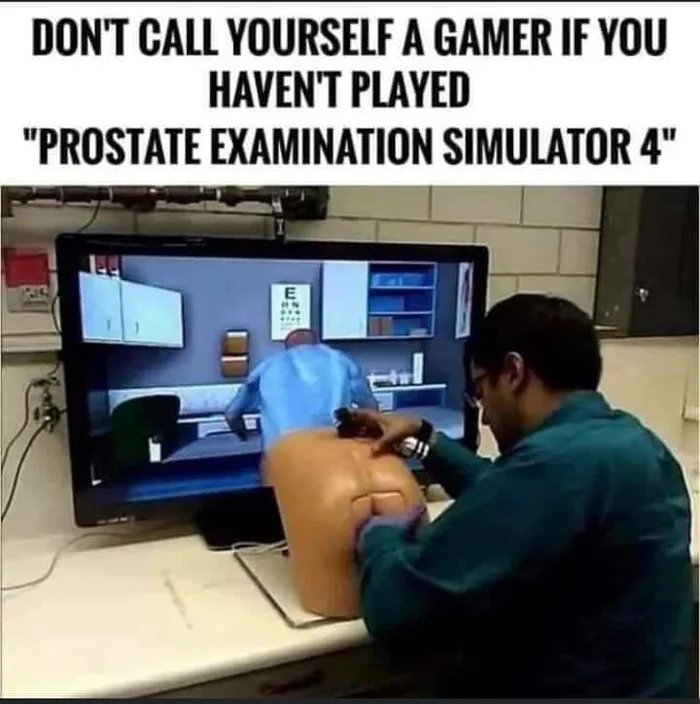 DON'T CALL YOURSELF A GAMER IF YOU
HAVEN'T PLAYED
"PROSTATE EXAMINATION SIMULATOR 4"
E